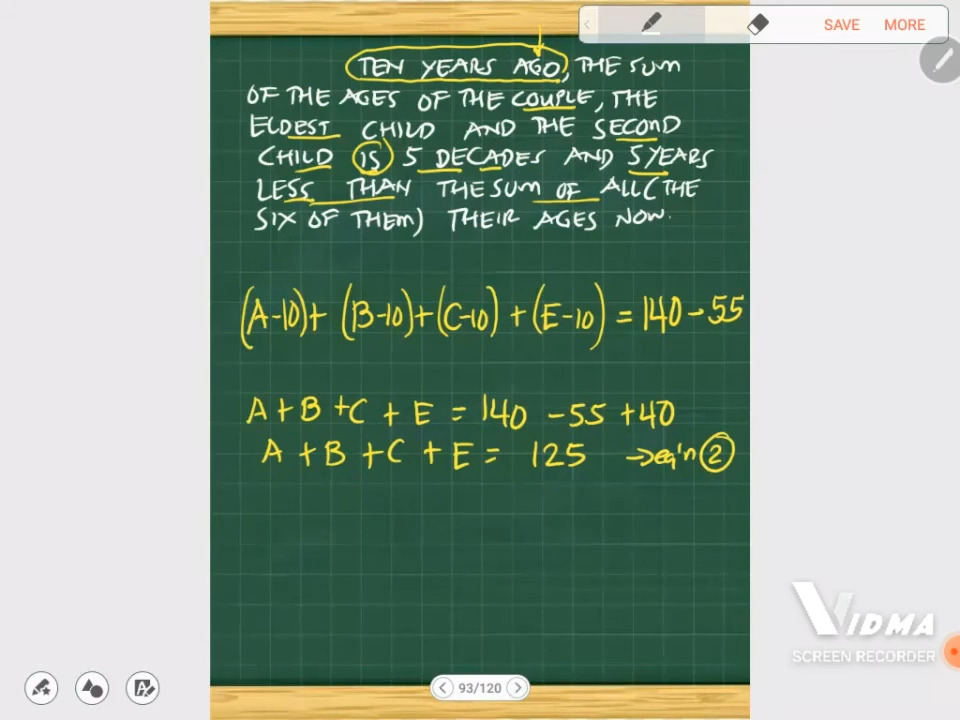 SAVE MORE
TEN YEARS AGO, THE SUM
OF THE AGES OF THE COUPLE, THE
ELDEST CHILD AND THE SECOND
CHILD IS 5 DECADES AND 5 YEARS
LESS THAN THE SUM OF ALL (THE
SIX OF THEM) THEIR AGES NOW.
(A-10)+(B-10)+(C-10)+(E-10)=140-55
A+B+C+E=140-55+40
A+B+C+E=125 →eq'n 2
VIDMA
SCREEN RECORDER
93/120